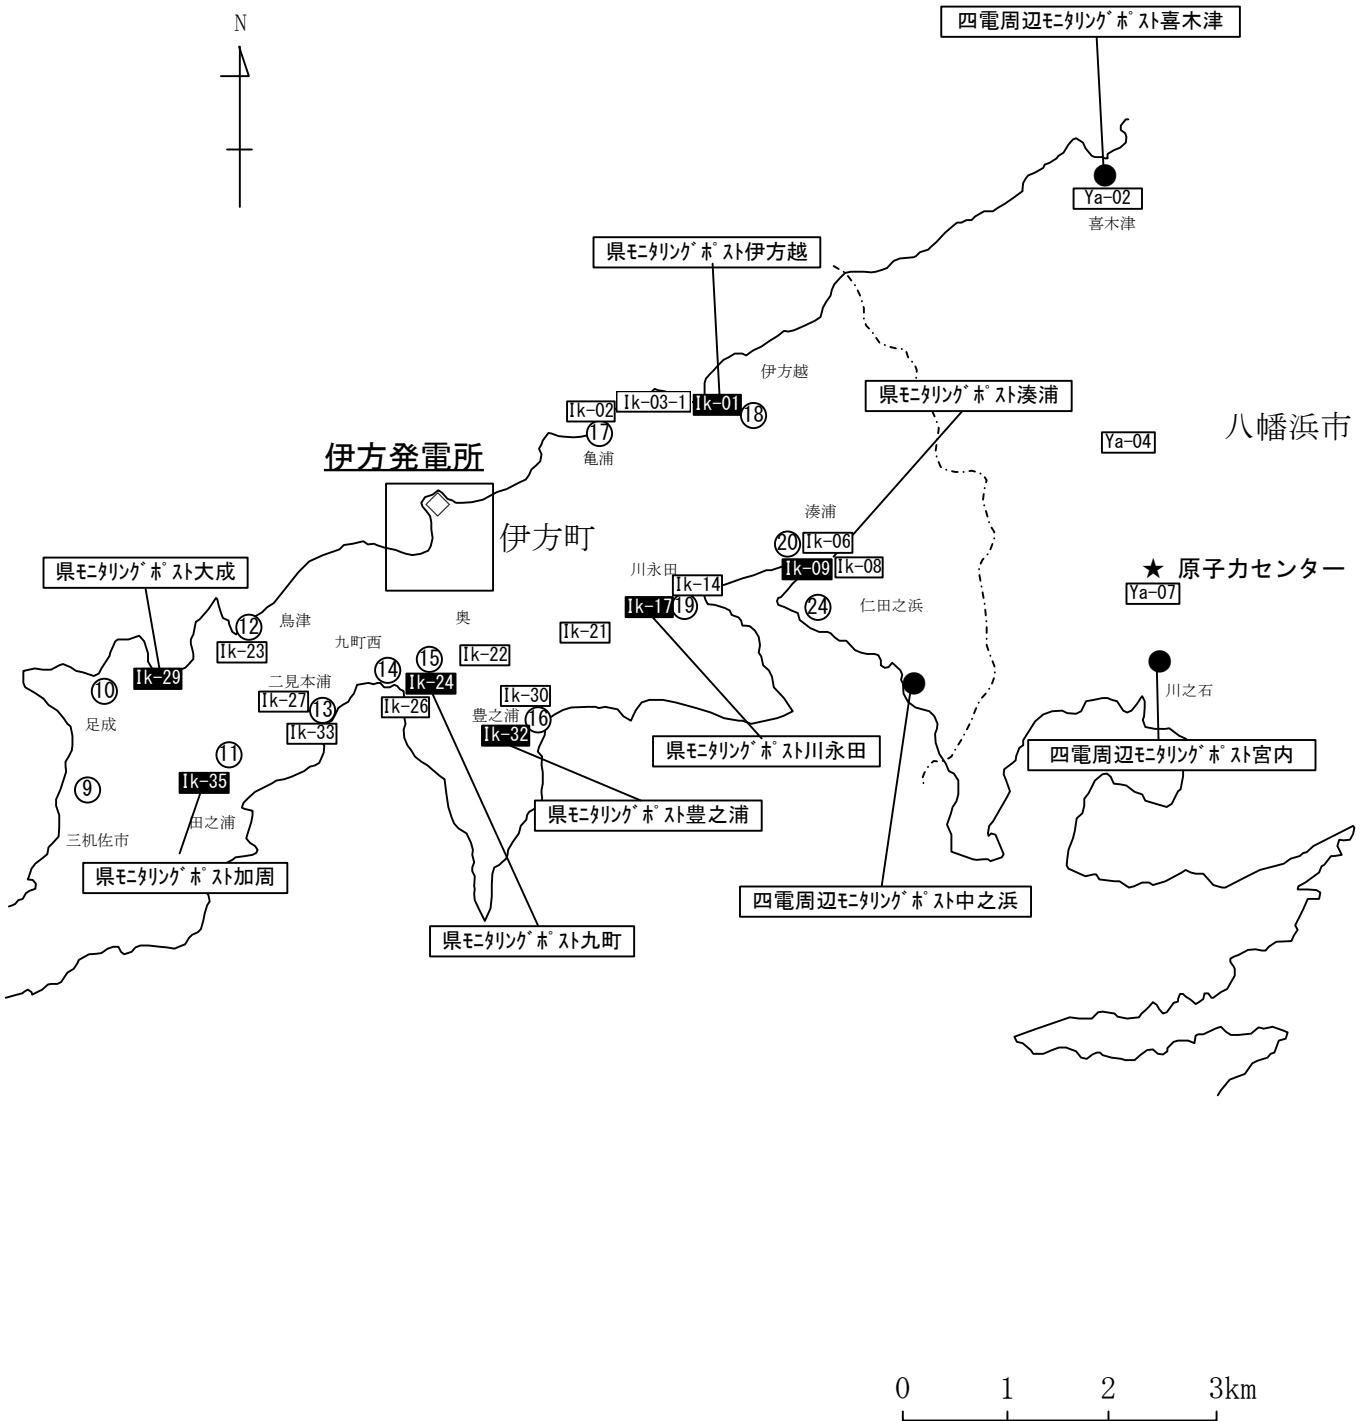 四電周辺モニタリングポスト喜木津
N
Ya-02
喜木津
県モニタリングポスト伊方越
伊方越
県モニタリングポスト湊浦
Ik-02
Ik-03-1
Ik-01
⑱
⑰
亀浦
Ya-04
八幡浜市
伊方発電所
伊方町
湊浦
⑳
Ik-06
県モニタリングポスト大成
川永田
Ik-14
Ik-09
Ik-08
★ 原子力センター
Ya-07
Ik-17
⑲
㉔
仁田之浜
⑫
鳥津
奥
Ik-21
Ik-23
九町西
⑮
Ik-22
⑭
Ik-24
Ik-29
⑩
足成
二見本浦
Ik-27
⑬
Ik-26
Ik-30
豊之浦
⑯
川之石
Ik-33
Ik-32
⑪
県モニタリングポスト川永田
四電周辺モニタリングポスト宮内
Ik-35
⑨
田之浦
県モニタリングポスト豊之浦
三机佐市
県モニタリングポスト加周
四電周辺モニタリングポスト中之浜
県モニタリングポスト九町
0 1 2 3km